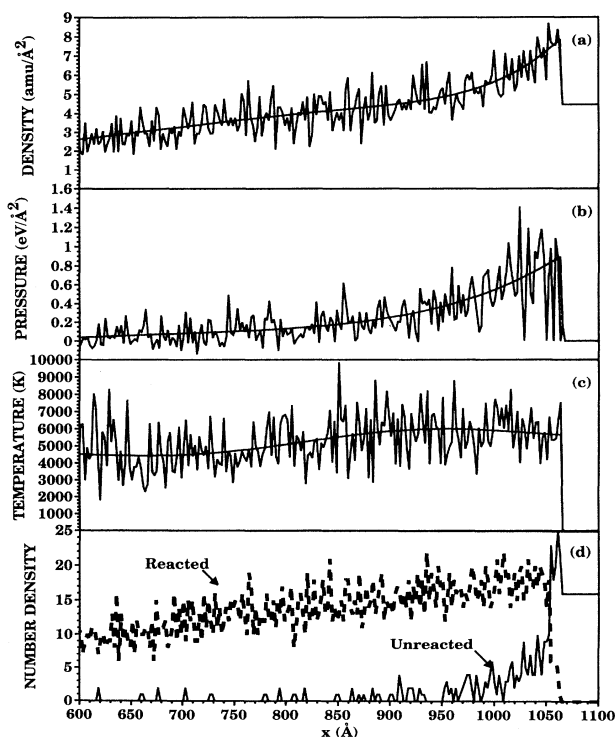 9
8
7
6
5
4
3
2
1
DENSITY (amu/Å²)
(a)
1.6
1.4
1.2
1
0.8
0.6
0.4
0.2
0
PRESSURE (eV/Å²)
(b)
10000
9000
8000
7000
6000
5000
4000
3000
2000
1000
0
TEMPERATURE (K)
(c)
25
20
15
10
5
0
NUMBER DENSITY
(d)
Reacted
Unreacted
600 650 700 750 800 850 900 950 1000 1050 1100
x (Å)